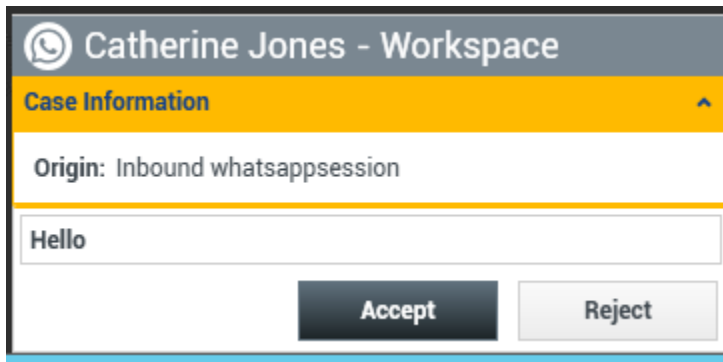 Catherine Jones - Workspace
Case Information
Origin: Inbound whatsappsession
Hello
Accept Reject